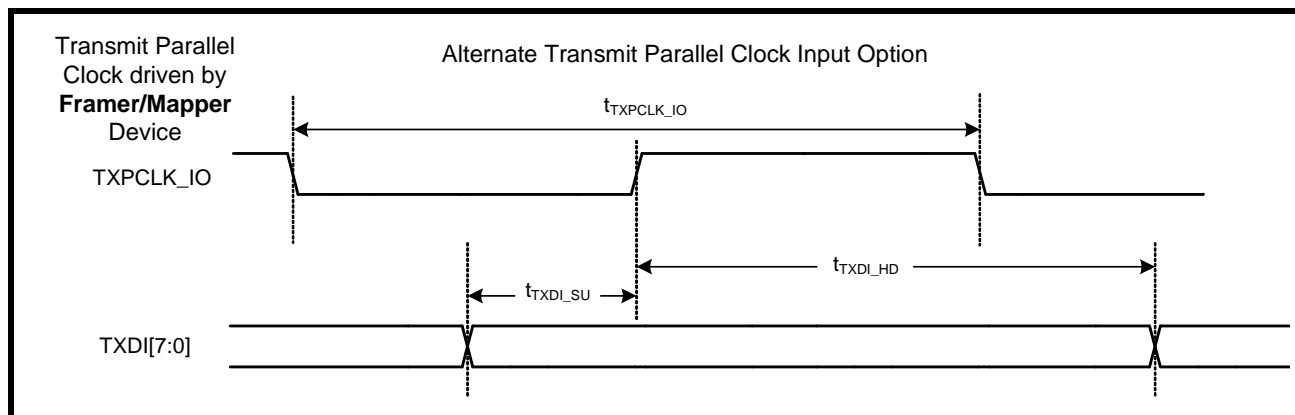 Transmit Parallel
Clock driven by
Framer/Mapper
Device
Alternate Transmit Parallel Clock Input Option
tTXPCLK_IO
TXPCLK_IO
tTXDI_HD
tTXDI_SU
TXDI[7:0]